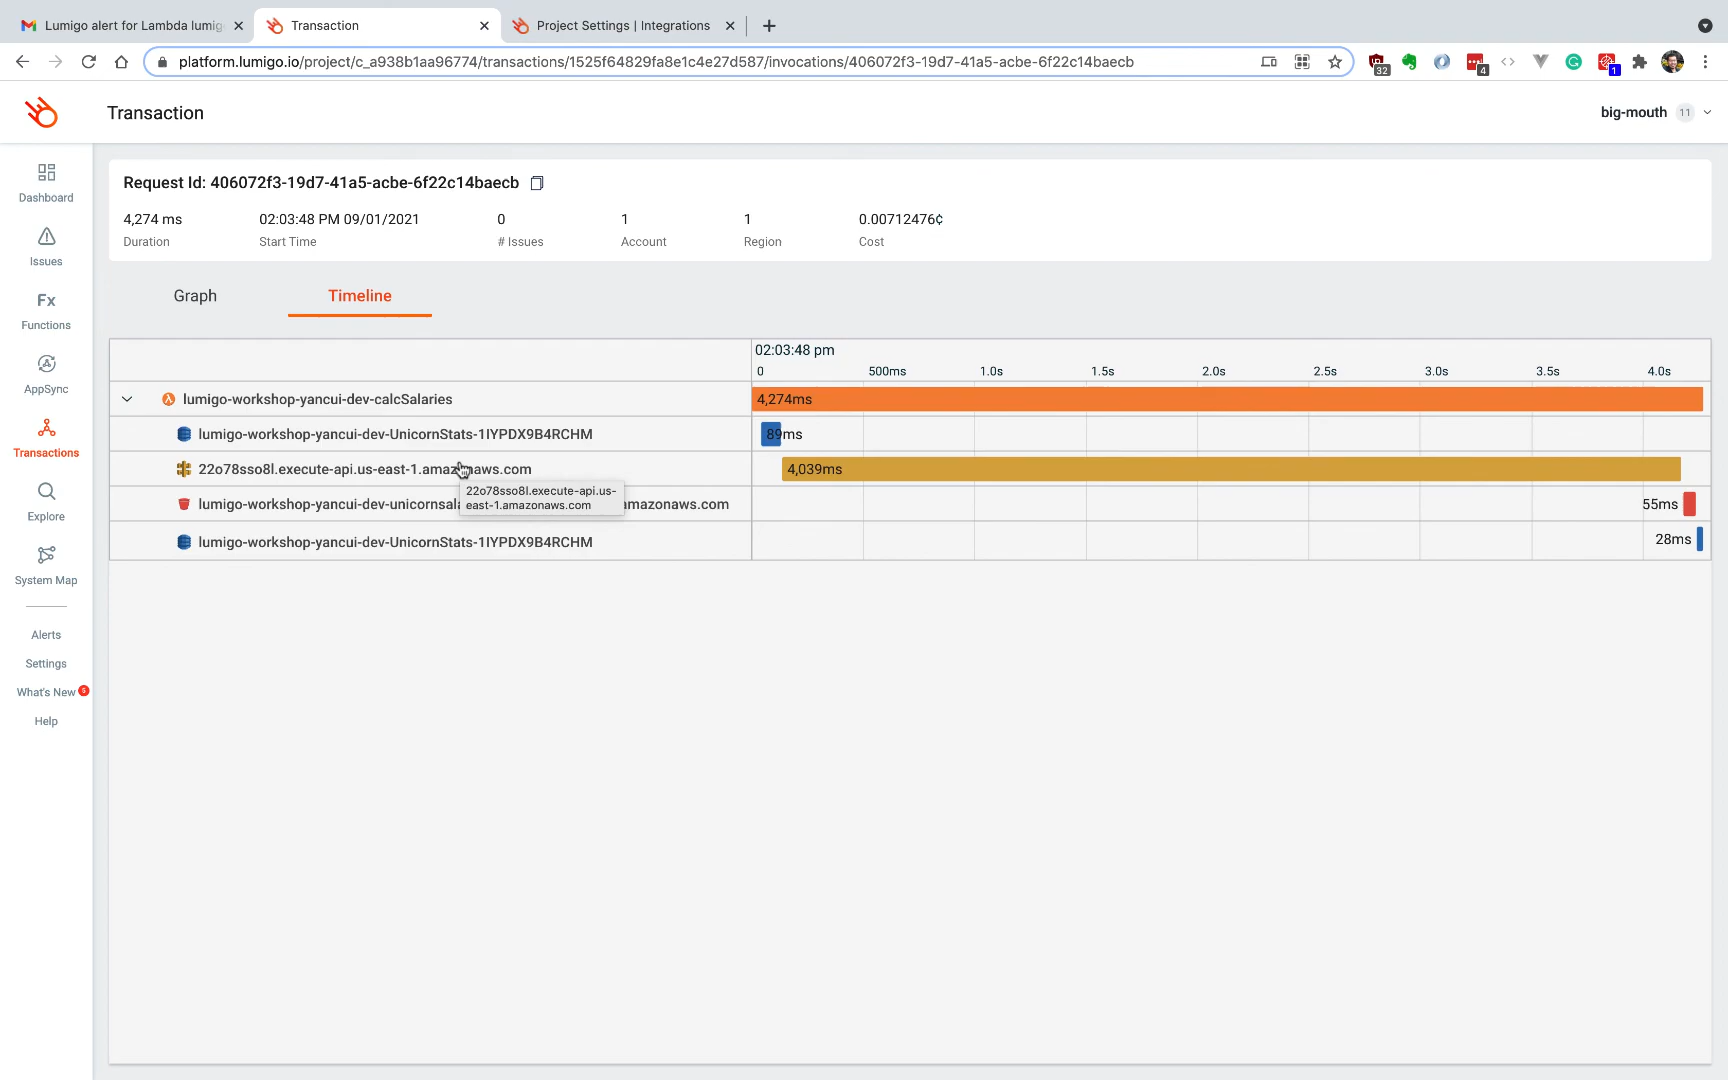 Lumigo alert for Lambda lumig
Transaction
Project Settings | Integrations
platform.lumigo.io/project/c_a938b1aa96774/transactions/1525f64829fa8e1c4e27d587/invocations/406072f3-19d7-41a5-acbe-6f22c14baecb
32
4
1
Transaction
big-mouth 11
Dashboard
Issues
Fx
Functions
AppSync
Transactions
Explore
System Map
Alerts
Settings
What's New 5
Help
Request Id: 406072f3-19d7-41a5-acbe-6f22c14baecb
4,274 ms 02:03:48 PM 09/01/2021 0 1 1 0.00712476¢
Duration Start Time # Issues Account Region Cost
Graph Timeline
02:03:48 pm
0 500ms 1.0s 1.5s 2.0s 2.5s 3.0s 3.5s 4.0s
lumigo-workshop-yancui-dev-calcSalaries 4,274ms
lumigo-workshop-yancui-dev-UnicornStats-1IYPDX9B4RCHM 89ms
22o78sso8l.execute-api.us-east-1.amazonaws.com 4,039ms
22o78sso8l.execute-api.us-
east-1.amazonaws.com
lumigo-workshop-yancui-dev-unicornsala amazonaws.com 55ms
lumigo-workshop-yancui-dev-UnicornStats-1IYPDX9B4RCHM 28ms